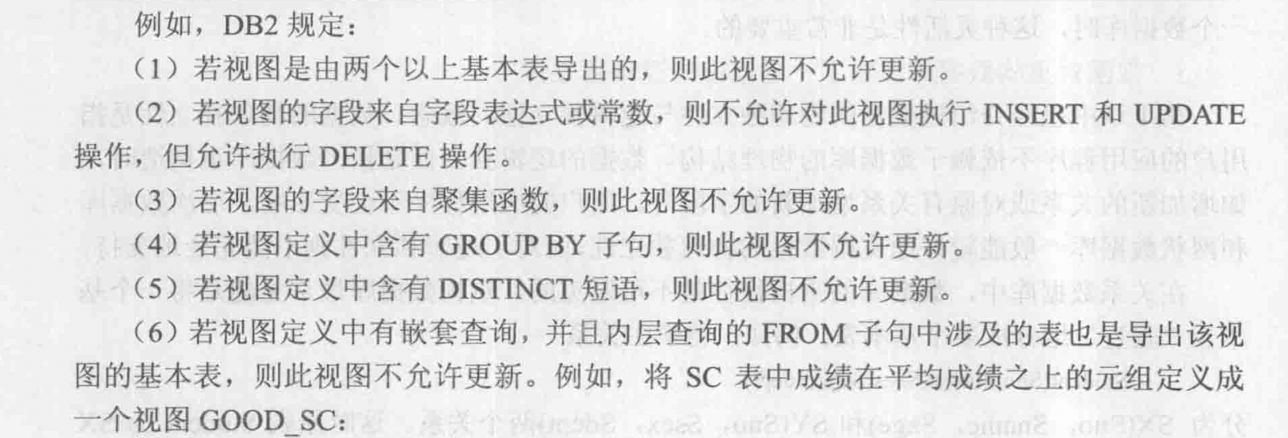 例如，DB2 规定：
（1）若视图是由两个以上基本表导出的，则此视图不允许更新。
（2）若视图的字段来自字段表达式或常数，则不允许对此视图执行 INSERT 和 UPDATE
操作，但允许执行 DELETE 操作。
（3）若视图的字段来自聚集函数，则此视图不允许更新。
（4）若视图定义中含有 GROUP BY 子句，则此视图不允许更新。
（5）若视图定义中含有 DISTINCT 短语，则此视图不允许更新。
（6）若视图定义中有嵌套查询，并且内层查询的 FROM 子句中涉及的表也是导出该视
图的基本表，则此视图不允许更新。例如，将 SC 表中成绩在平均成绩之上的元组定义成
一个视图 GOOD_SC：